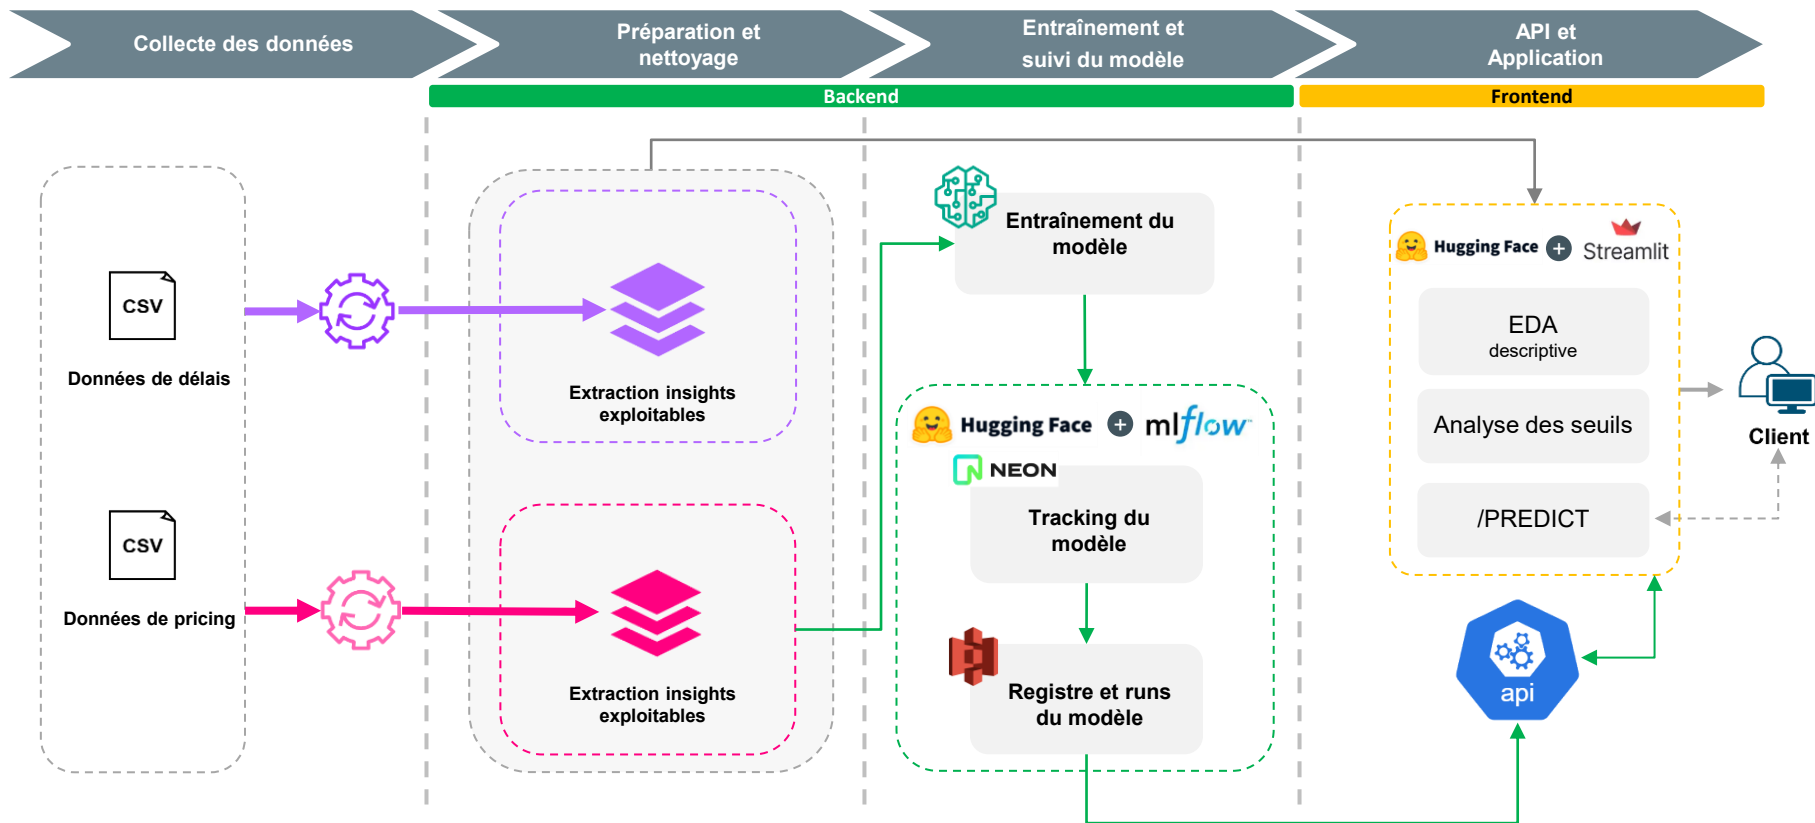 Collecte des données
Préparation et
nettoyage
Entraînement et
suivi du modèle
API et
Application
Backend
Frontend
CSV
Données de délais
CSV
Données de pricing
Extraction insights
exploitables
Extraction insights
exploitables
Entraînement du
modèle
Hugging Face + mlflow
NEON
Tracking du
modèle
Registre et runs
du modèle
Hugging Face + Streamlit
EDA
descriptive
Analyse des seuils
/PREDICT
api
Client